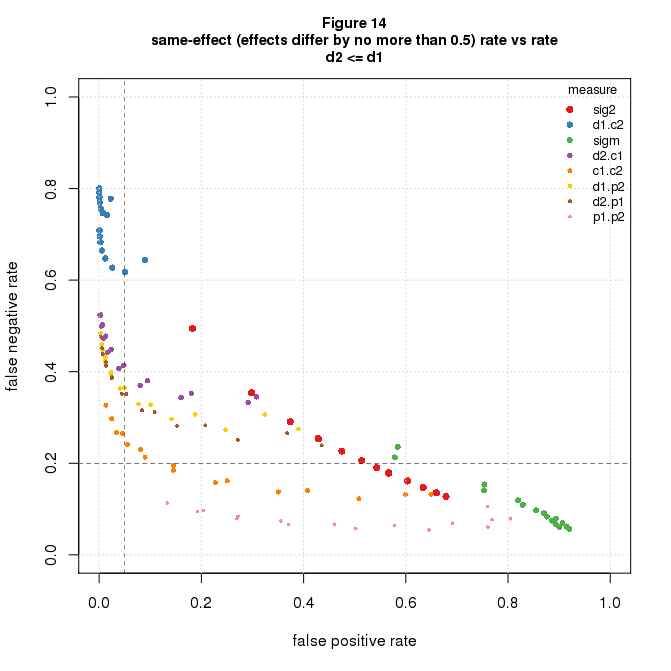 Figure 14
same-effect (effects differ by no more than 0.5) rate vs rate
d2 <= d1
measure
sig2
d1.c2
sigm
d2.c1
c1.c2
d1.p2
d2.p1
p1.p2
false negative rate
1.0
0.8
0.6
0.4
0.2
0.0
0.0 0.2 0.4 0.6 0.8 1.0
false positive rate